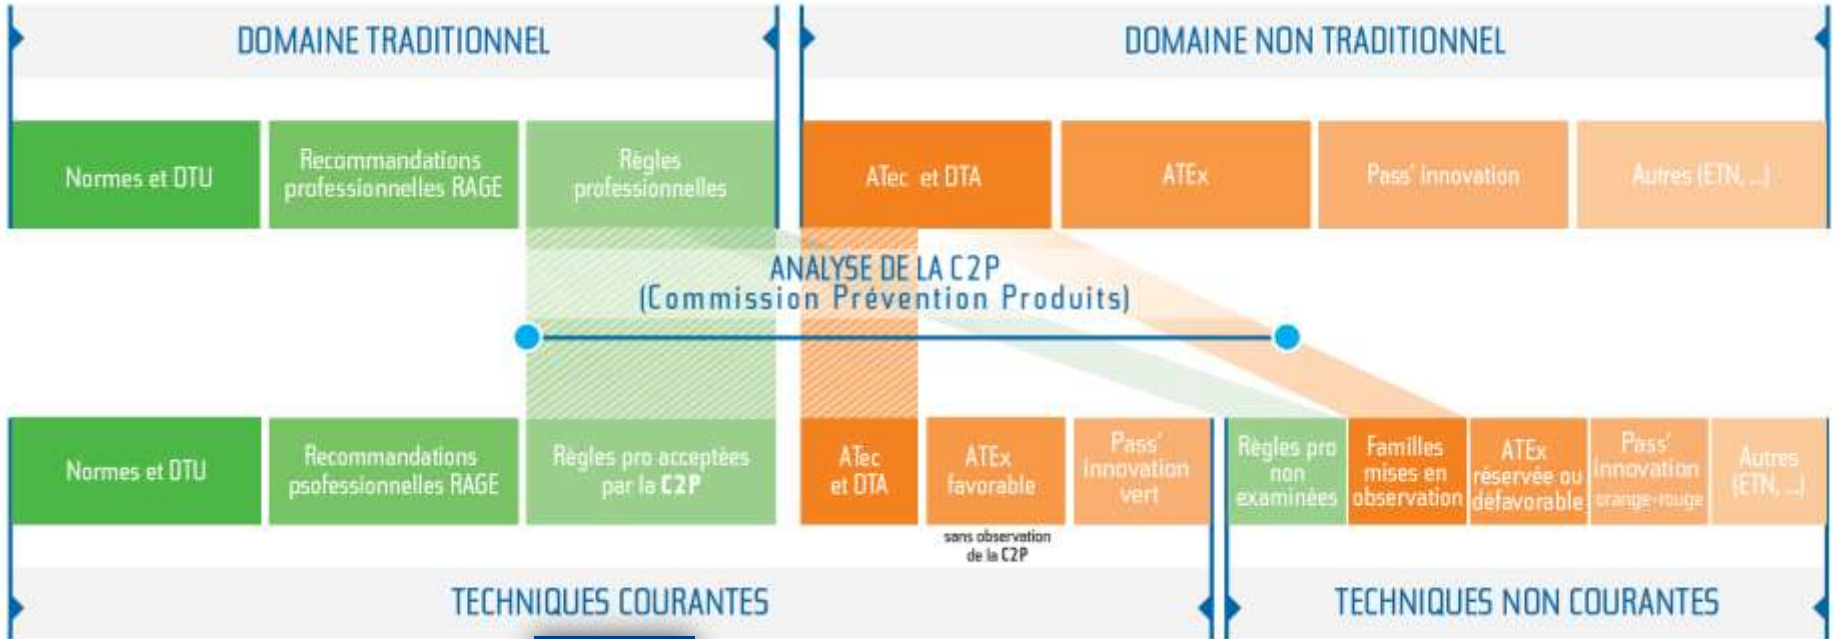 DOMAINE TRADITIONNEL
DOMAINE NON TRADITIONNEL
Normes et DTU
Recommandations
professionnelles RAGE
Règles
professionnelles
ATec et DTA
ATEx
Pass' innovation
Autres (ETN, ...)
ANALYSE DE LA C2P
(Commission Prévention Produits)
Normes et DTU
Recommandations
psofessionnelles RAGE
Règles pro acceptées
par la C2P
ATec
et DTA
ATEx
favorable
Pass'
innovation
vert
Règles pro
non
examinées
Familles
mises en
observation
ATEx
réservée ou
défavorable
Pass'
innovation
orange-rouge
Autres
(ETN, ...)
sans observation
de la C2P
TECHNIQUES COURANTES
TECHNIQUES NON COURANTES